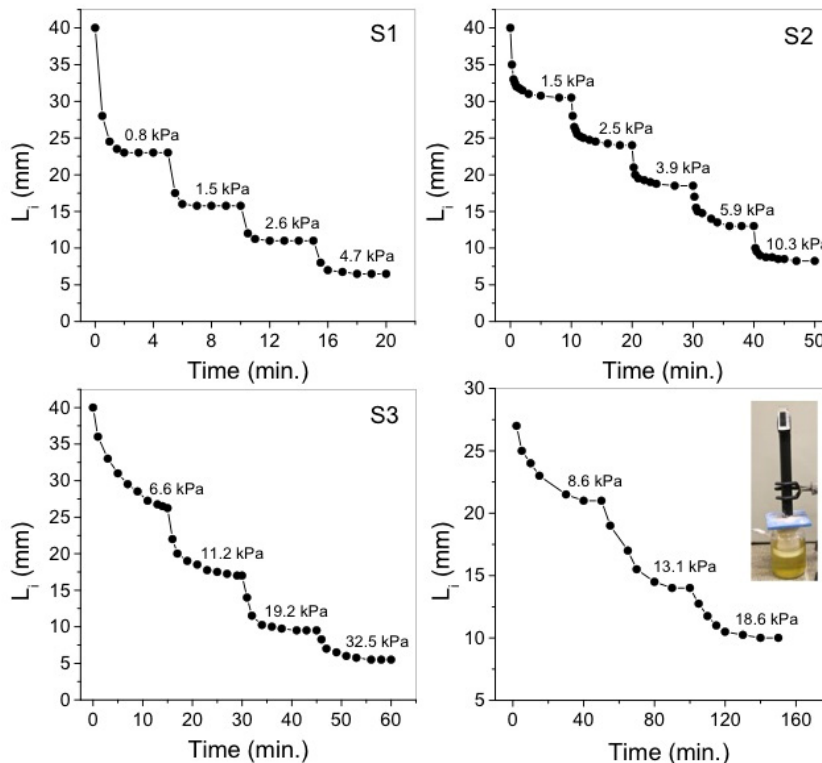 S1
40
35
30
25
20
15
10
5
0
L_i (mm)
0.8 kPa
1.5 kPa
2.6 kPa
4.7 kPa
0 4 8 12 16 20
Time (min.)
S2
40
35
30
25
20
15
10
5
0
L_i (mm)
1.5 kPa
2.5 kPa
3.9 kPa
5.9 kPa
10.3 kPa
0 10 20 30 40 50
Time (min.)
S3
40
35
30
25
20
15
10
5
0
L_i (mm)
6.6 kPa
11.2 kPa
19.2 kPa
32.5 kPa
0 10 20 30 40 50 60
Time (min.)
30
25
20
15
10
5
L_i (mm)
8.6 kPa
13.1 kPa
18.6 kPa
0 40 80 120 160
Time (min.)